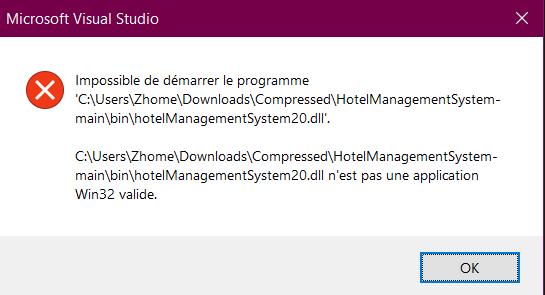 Microsoft Visual Studio
Impossible de démarrer le programme
'C:\Users\Zhome\Downloads\Compressed\HotelManagementSystem-
main\bin\hotelManagementSystem20.dll'.
C:\Users\Zhome\Downloads\Compressed\HotelManagementSystem-
main\bin\hotelManagementSystem20.dll n'est pas une application
Win32 valide.
OK